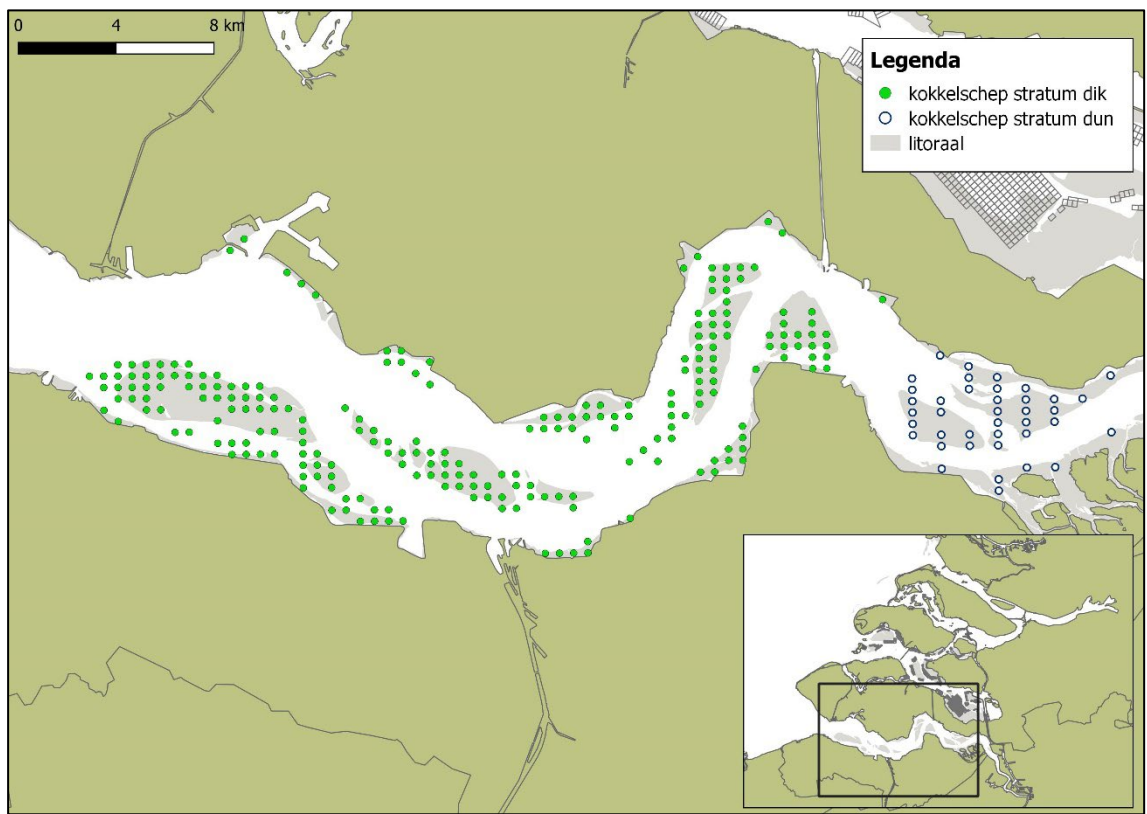 0 4 8 km
Legenda
kokkelschep stratum dik
kokkelschep stratum dun
litoraal